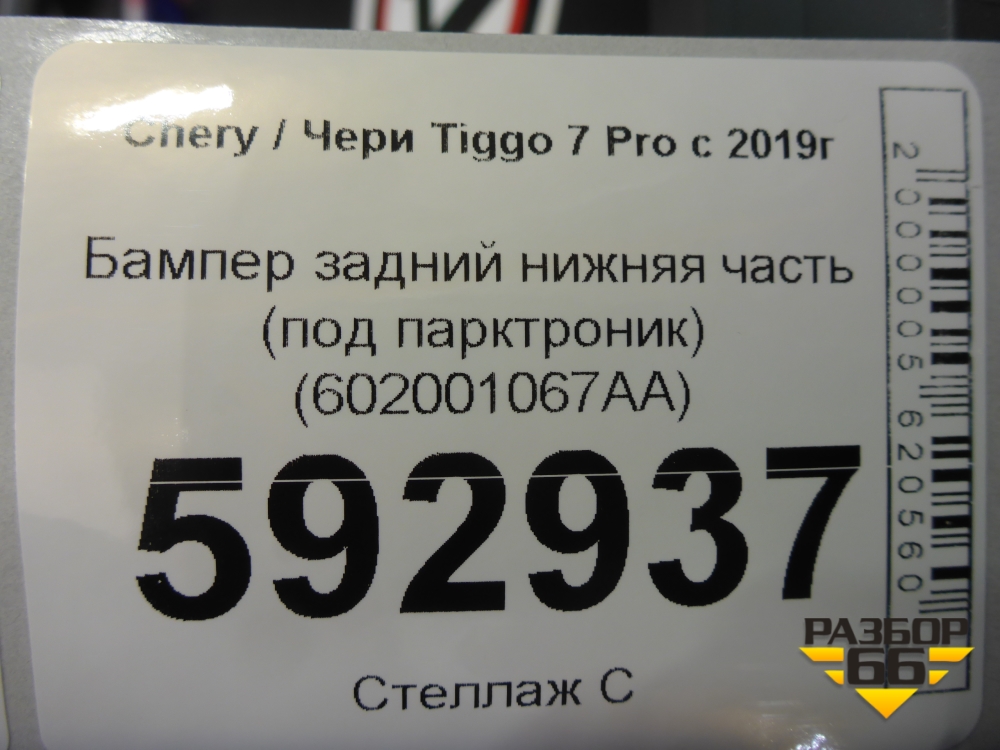 Chery / Чери Tiggo 7 Pro с 2019г
Бампер задний нижняя часть
(под парктроник)
(602001067AA)
592937
Стеллаж С
2000005620560
РАЗБОР
66